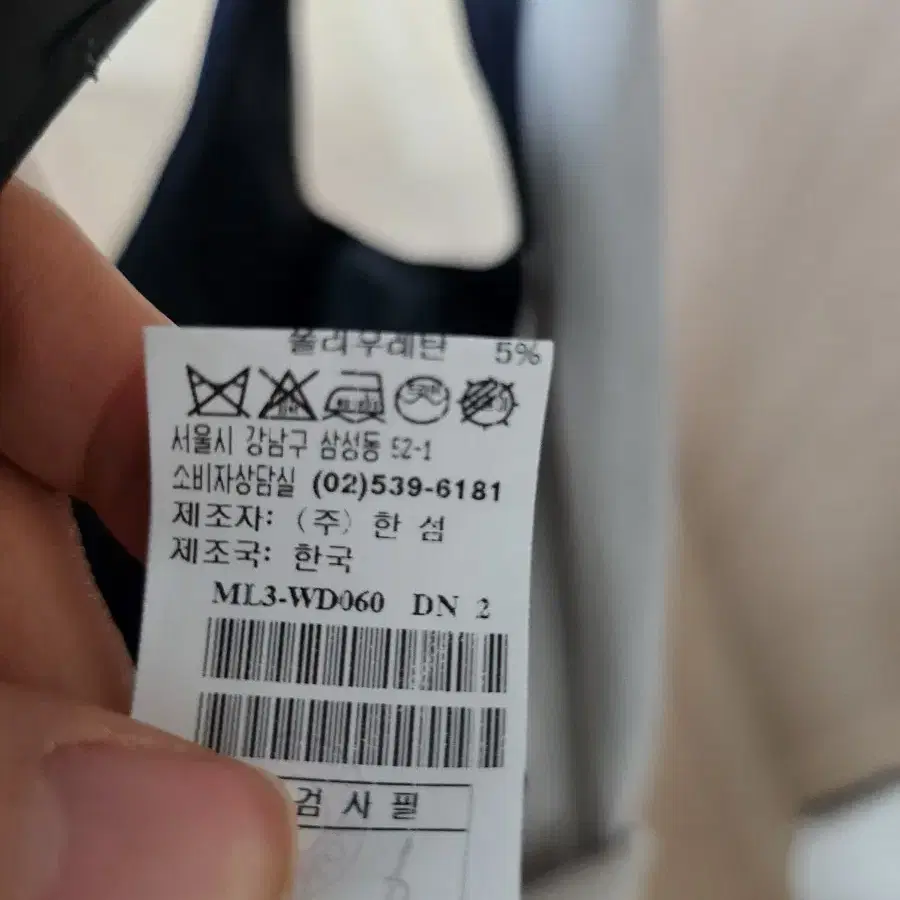 폴리우레탄 5%
서울시 강남구 삼성동 52-1
소비자상담실 (02)539-6181
제조자: (주) 한 섬
제조국: 한국
ML3-WD060 DN 2
검 사 필